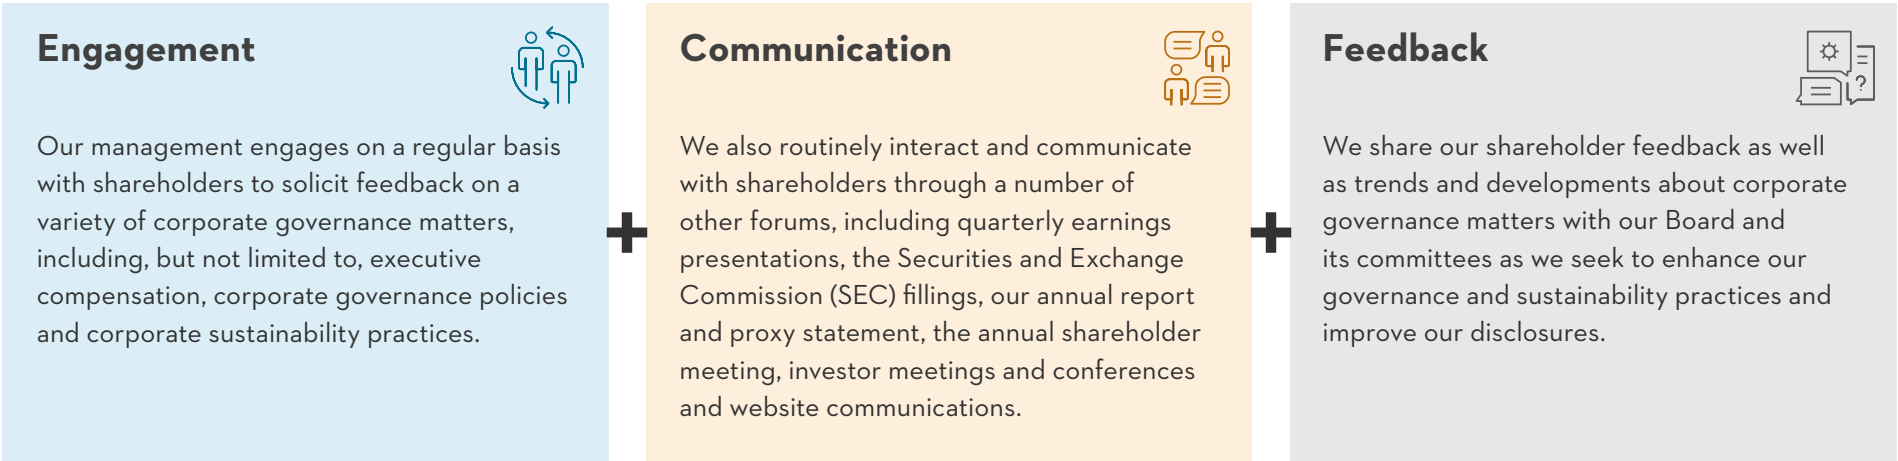 Engagement
Our management engages on a regular basis
with shareholders to solicit feedback on a
variety of corporate governance matters,
including, but not limited to, executive
compensation, corporate governance policies
and corporate sustainability practices.
+
Communication
We also routinely interact and communicate
with shareholders through a number of
other forums, including quarterly earnings
presentations, the Securities and Exchange
Commission (SEC) fillings, our annual report
and proxy statement, the annual shareholder
meeting, investor meetings and conferences
and website communications.
+
Feedback
?
We share our shareholder feedback as well
as trends and developments about corporate
governance matters with our Board and
its committees as we seek to enhance our
governance and sustainability practices and
improve our disclosures.